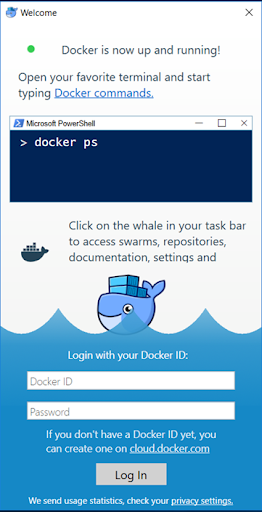 Welcome
Docker is now up and running!
Open your favorite terminal and start
typing Docker commands.
Microsoft PowerShell
> docker ps
Click on the whale in your task bar
to access swarms, repositories,
documentation, settings and
Login with your Docker ID:
Docker ID
Password
If you don't have a Docker ID yet, you
can create one on cloud.docker.com
Log In
We send usage statistics, check your privacy settings.